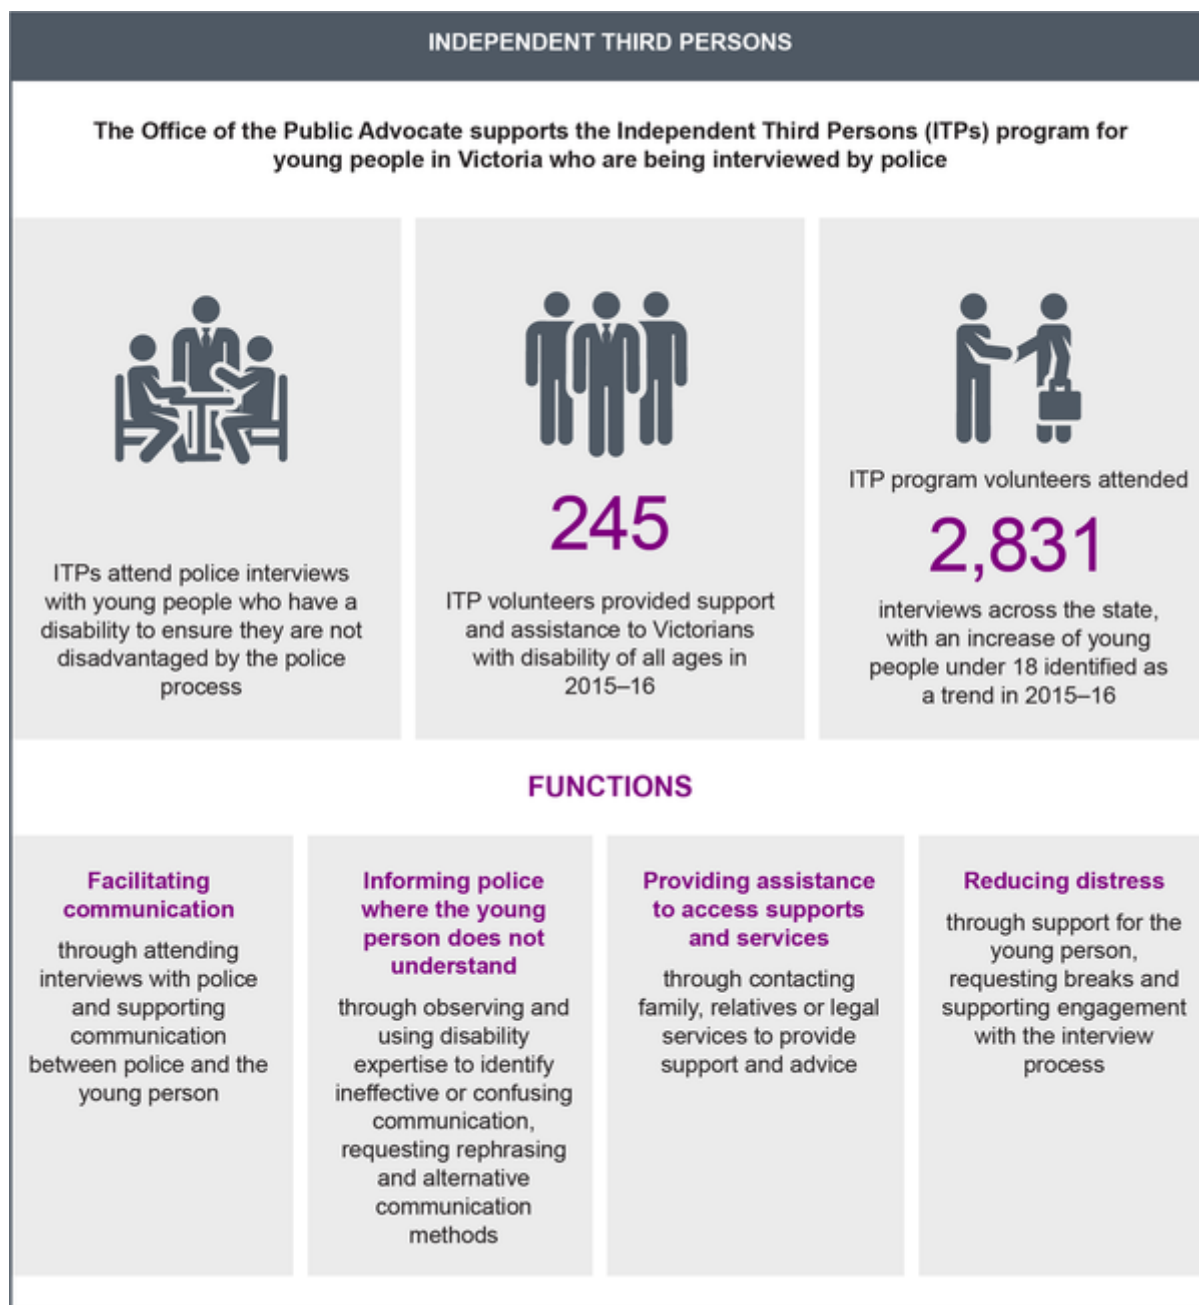 INDEPENDENT THIRD PERSONS
The Office of the Public Advocate supports the Independent Third Persons (ITPs) program for
young people in Victoria who are being interviewed by police
ITPs attend police interviews
with young people who have a
disability to ensure they are not
disadvantaged by the police
process
245
ITP volunteers provided support
and assistance to Victorians
with disability of all ages in
2015–16
ITP program volunteers attended
2,831
interviews across the state,
with an increase of young
people under 18 identified as
a trend in 2015–16
FUNCTIONS
Facilitating
communication
through attending
interviews with police
and supporting
communication
between police and the
young person
Informing police
where the young
person does not
understand
through observing and
using disability
expertise to identify
ineffective or confusing
communication,
requesting rephrasing
and alternative
communication
methods
Providing assistance
to access supports
and services
through contacting
family, relatives or legal
services to provide
support and advice
Reducing distress
through support for the
young person,
requesting breaks and
supporting engagement
with the interview
process